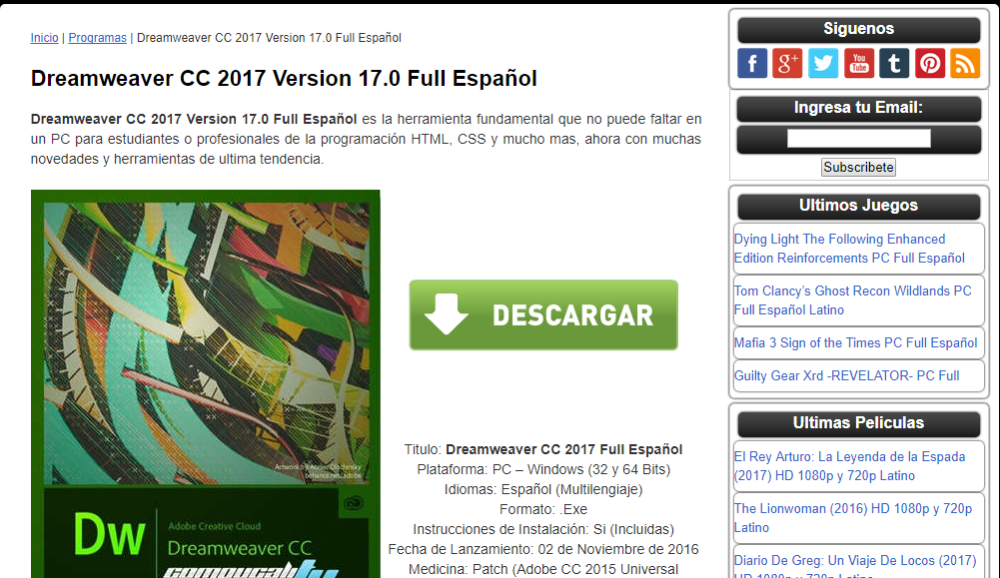 Inicio | Programas | Dreamweaver CC 2017 Version 17.0 Full Español
Dreamweaver CC 2017 Version 17.0 Full Español
Dreamweaver CC 2017 Version 17.0 Full Español es la herramienta fundamental que no puede faltar en
un PC para estudiantes o profesionales de la programación HTML, CSS y mucho mas, ahora con muchas
novedades y herramientas de ultima tendencia.
DESCARGAR
behance.net/adobe
Dw
Adobe Creative Cloud
Dreamweaver CC
Titulo: Dreamweaver CC 2017 Full Español
Plataforma: PC – Windows (32 y 64 Bits)
Idiomas: Español (Multilengiaje)
Formato: .Exe
Instrucciones de Instalación: Si (Incluidas)
Fecha de Lanzamiento: 02 de Noviembre de 2016
Medicina: Patch (Adobe CC 2015 Universal
Siguenos
f
g+
You
Tube
t
Ingresa tu Email:
Subscribete
Ultimos Juegos
Dying Light The Following Enhanced
Edition Reinforcements PC Full Español
Tom Clancy’s Ghost Recon Wildlands PC
Full Español Latino
Mafia 3 Sign of the Times PC Full Español
Guilty Gear Xrd -REVELATOR- PC Full
Ultimas Peliculas
El Rey Arturo: La Leyenda de la Espada
(2017) HD 1080p y 720p Latino
The Lionwoman (2016) HD 1080p y 720p
Latino
Diario De Greg: Un Viaje De Locos (2017)
HD 1080p y 720p Latino